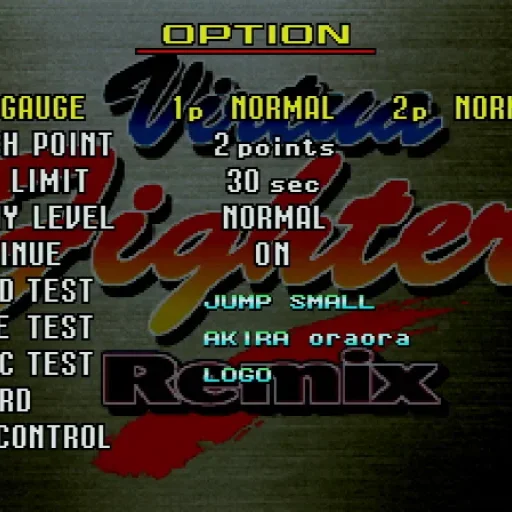 OPTION
GAUGE 1p NORMAL 2p NOR
H POINT 2 points
LIMIT 30 sec
Y LEVEL NORMAL
INUE ON
D TEST JUMP SMALL
E TEST AKIRA oraora
C TEST LOGO
RD
CONTROL
Virtua
Fighter
Remix